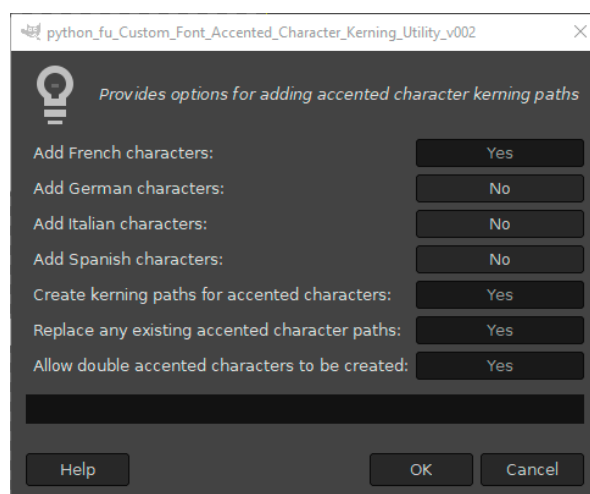 python_fu_Custom_Font_Accented_Character_Kerning_Utility_v002
Provides options for adding accented character kerning paths
Add French characters: Yes
Add German characters: No
Add Italian characters: No
Add Spanish characters: No
Create kerning paths for accented characters: Yes
Replace any existing accented character paths: Yes
Allow double accented characters to be created: Yes
Help OK Cancel